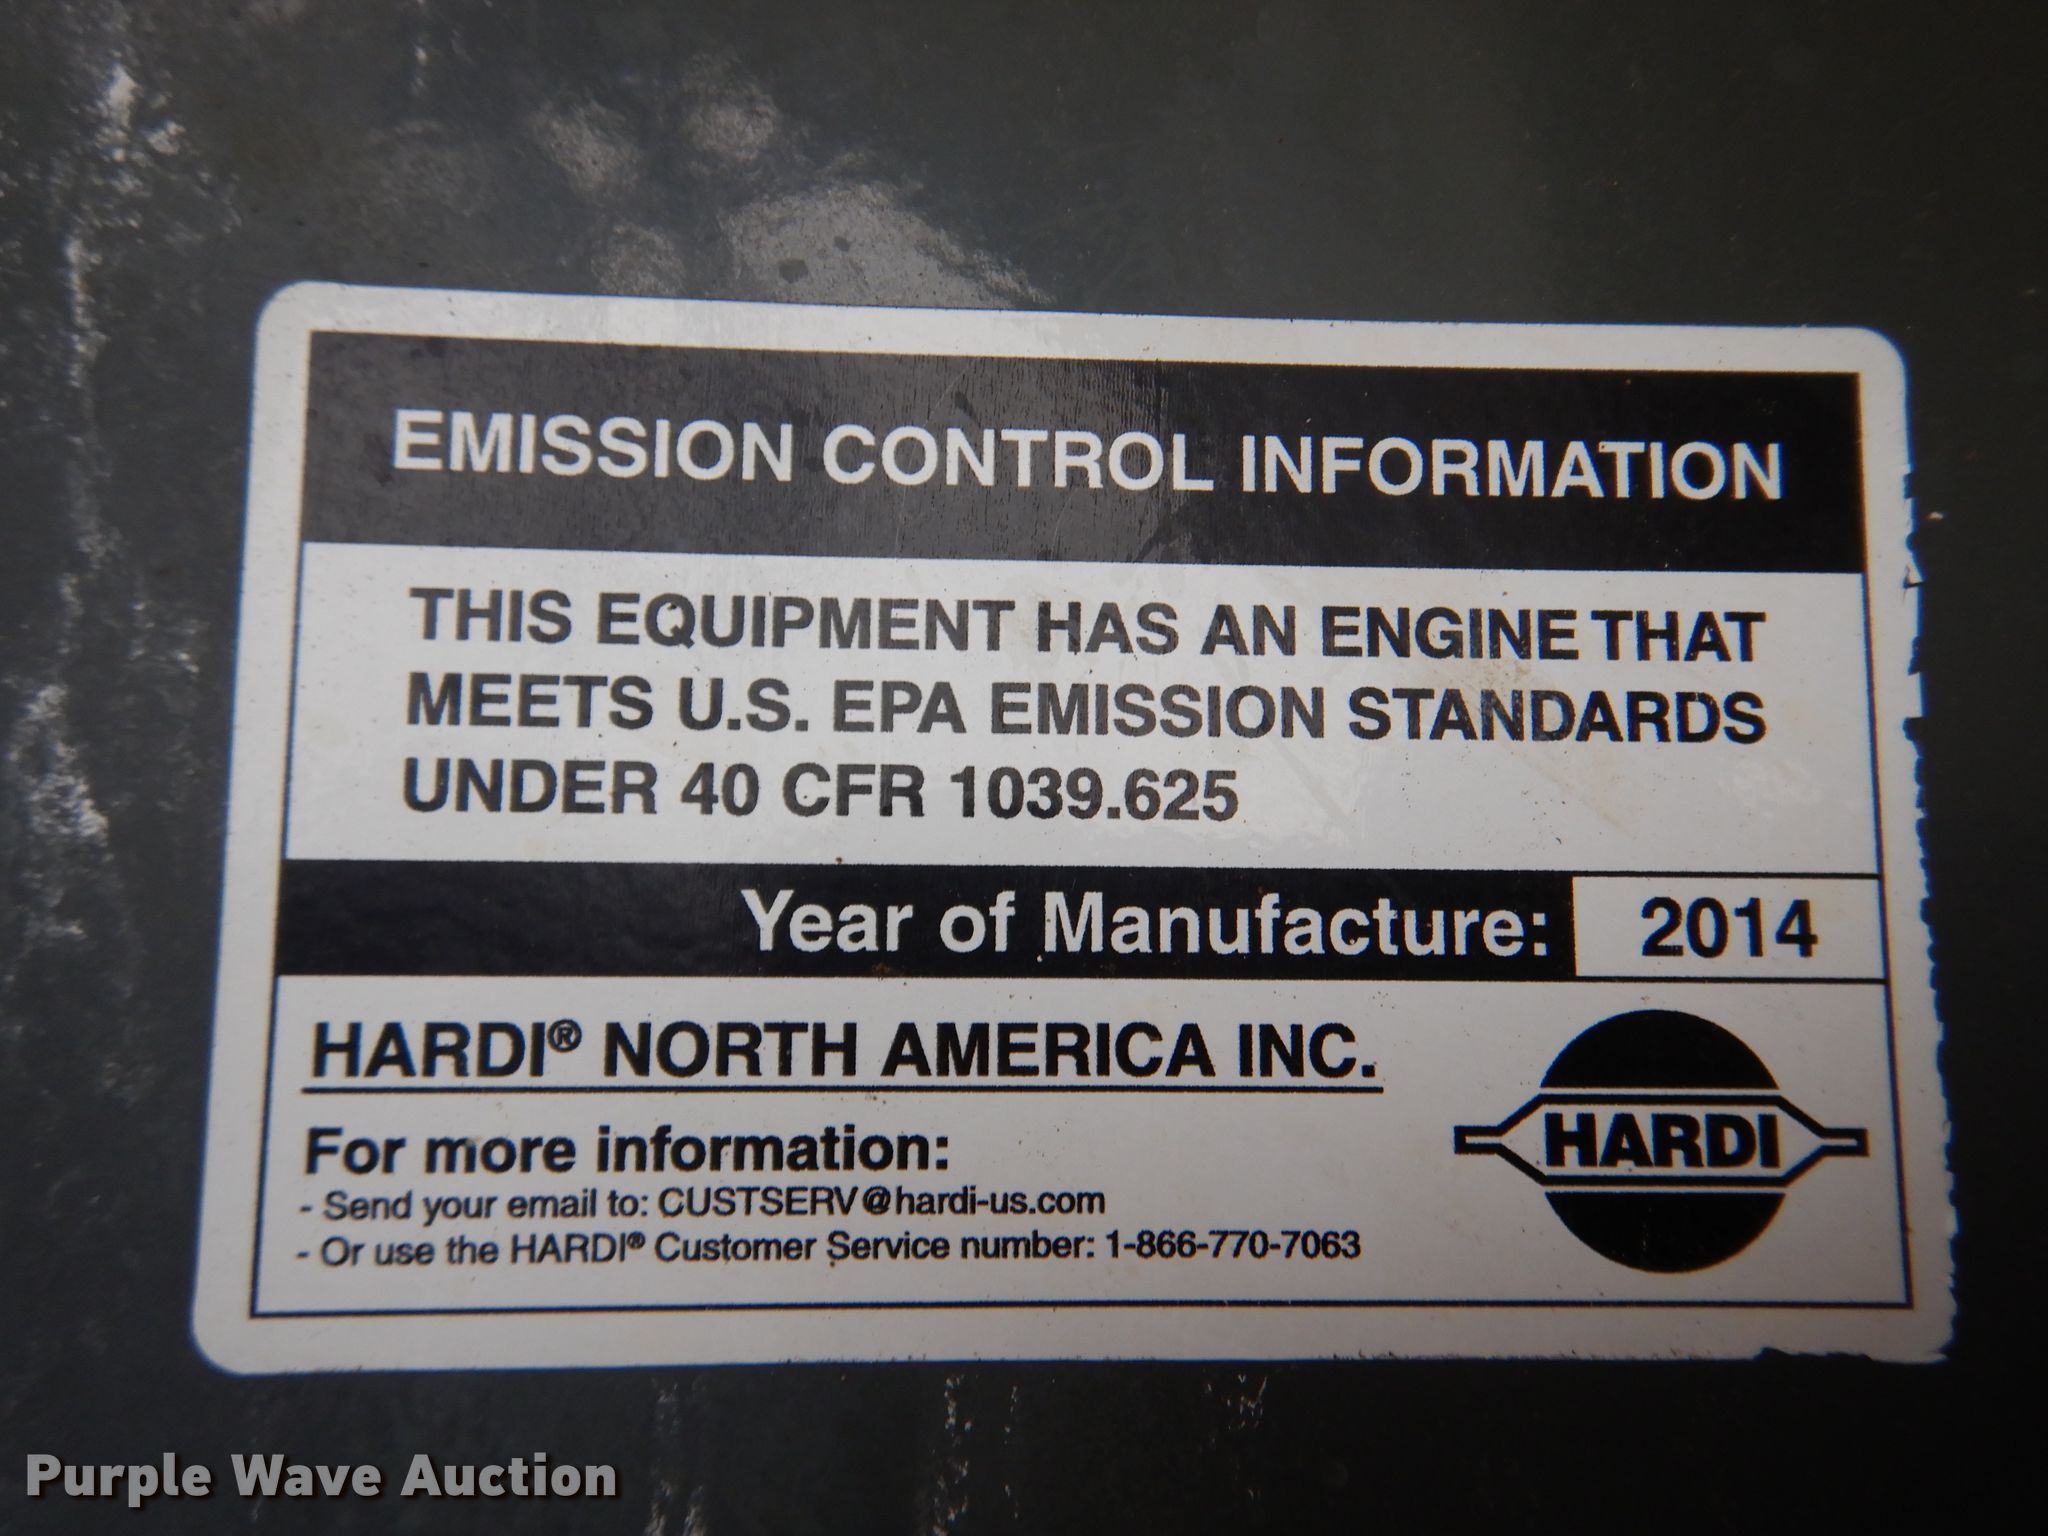 EMISSION CONTROL INFORMATION
THIS EQUIPMENT HAS AN ENGINE THAT
MEETS U.S. EPA EMISSION STANDARDS
UNDER 40 CFR 1039.625
Year of Manufacture: 2014
HARDI® NORTH AMERICA INC.
For more information:
- Send your email to: CUSTSERV@hardi-us.com
- Or use the HARDI® Customer Service number: 1-866-770-7063
HARDI
Purple Wave Auction